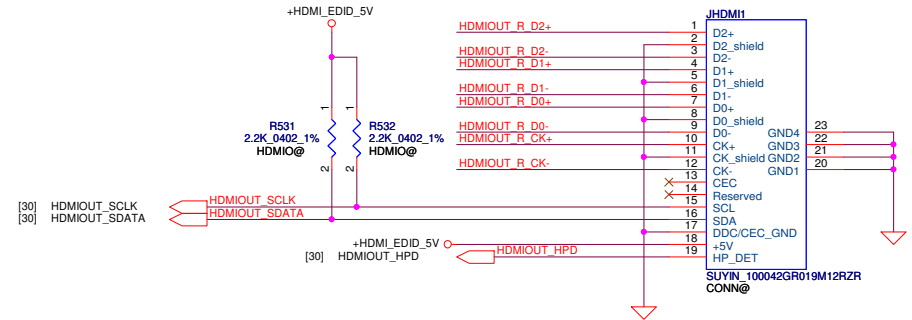 +HDMI_EDID_5V
JHDMI1
HDMIOUT_R_D2+ 1 D2+
2 D2_shield
HDMIOUT_R_D2- 3 D2-
HDMIOUT_R_D1+ 4 D1+
5 D1_shield
HDMIOUT_R_D1- 6 D1-
HDMIOUT_R_D0+ 7 D0+
8 D0_shield
HDMIOUT_R_D0- 9 D0- GND4 23
HDMIOUT_R_CK+ 10 CK+ GND3 22
11 CK_shield GND2 21
HDMIOUT_R_CK- 12 CK- GND1 20
13 CEC
14 Reserved
15 SCL
16 SDA
17 DDC/CEC_GND
18 +5V
19 HP_DET
1 1
R531 R532
2.2K_0402_1% 2.2K_0402_1%
HDMIO@ HDMIO@
2 2
[30] HDMIOUT_SCLK HDMIOUT_SCLK
[30] HDMIOUT_SDATA HDMIOUT_SDATA
+HDMI_EDID_5V
[30] HDMIOUT_HPD HDMIOUT_HPD
SUYIN_100042GR019M12RZR
CONN@